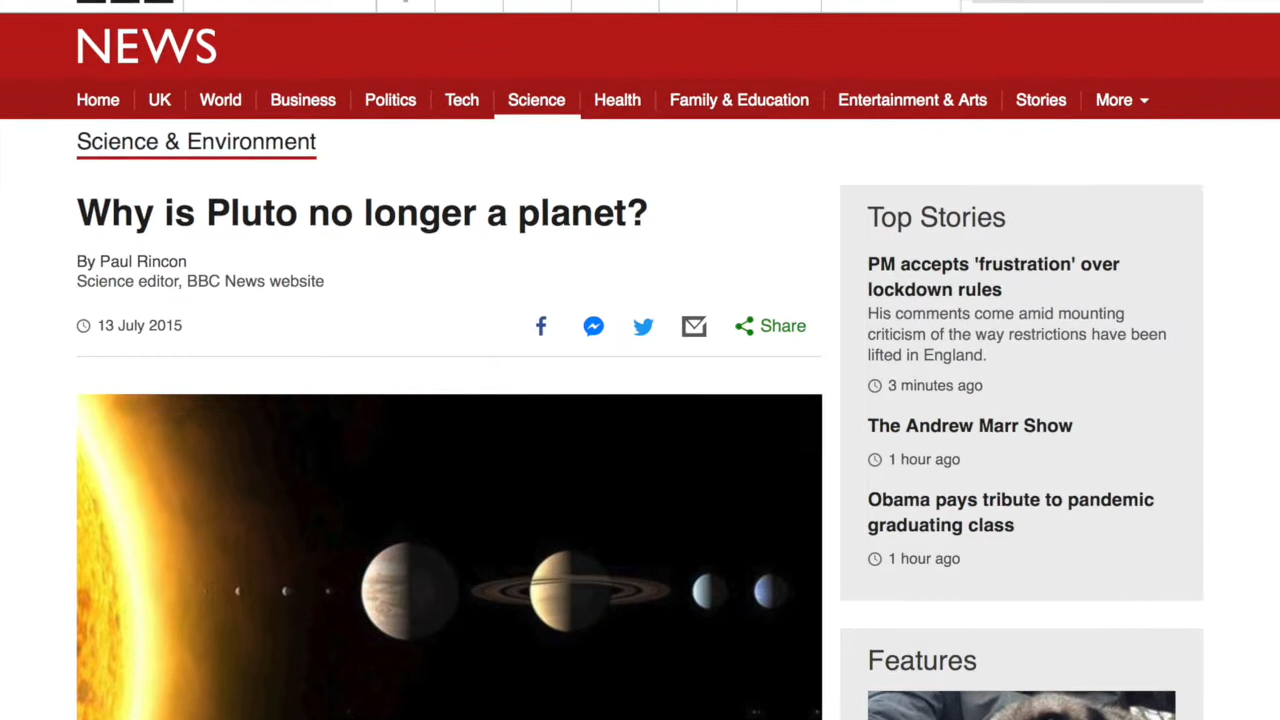 NEWS
Home UK World Business Politics Tech Science Health Family & Education Entertainment & Arts Stories More
Science & Environment
Why is Pluto no longer a planet?
By Paul Rincon
Science editor, BBC News website
13 July 2015
Share
Top Stories
PM accepts 'frustration' over
lockdown rules
His comments come amid mounting
criticism of the way restrictions have been
lifted in England.
3 minutes ago
The Andrew Marr Show
1 hour ago
Obama pays tribute to pandemic
graduating class
1 hour ago
Features